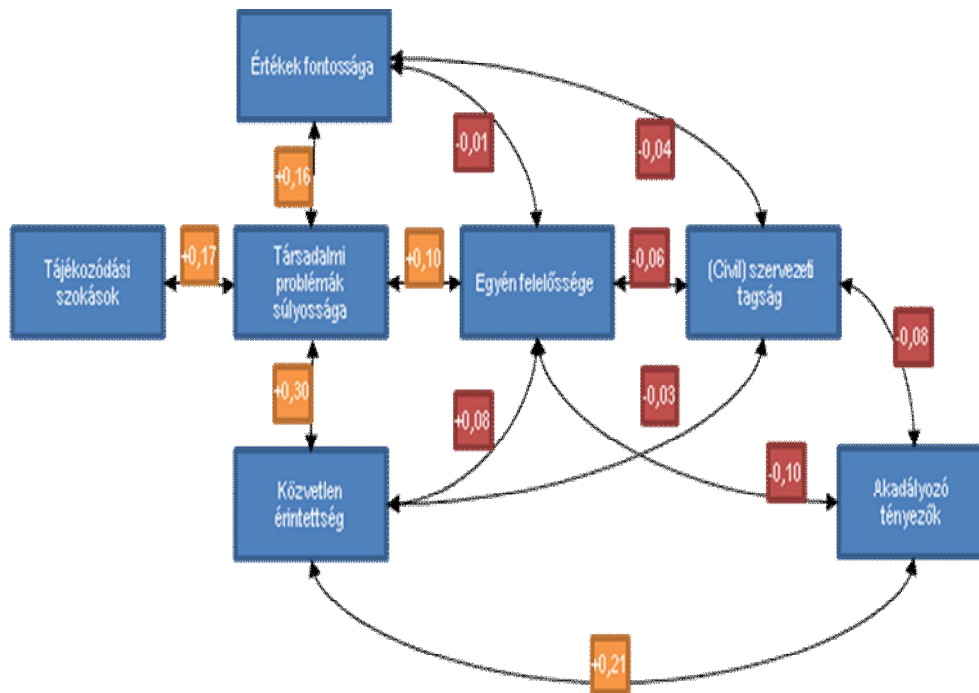 Értékek fontossága
-0,01
-0,04
+0,16
Tájékozódási
szokások
+0,17
Társadalmi
problémák
súlyossága
+0,10
Egyén felelőssége
-0,06
(Civil) szervezeti
tagság
-0,08
+0,30
+0,08
-0,03
Közvetlen
érintettség
-0,10
Akadályozó
tényezők
+0,21